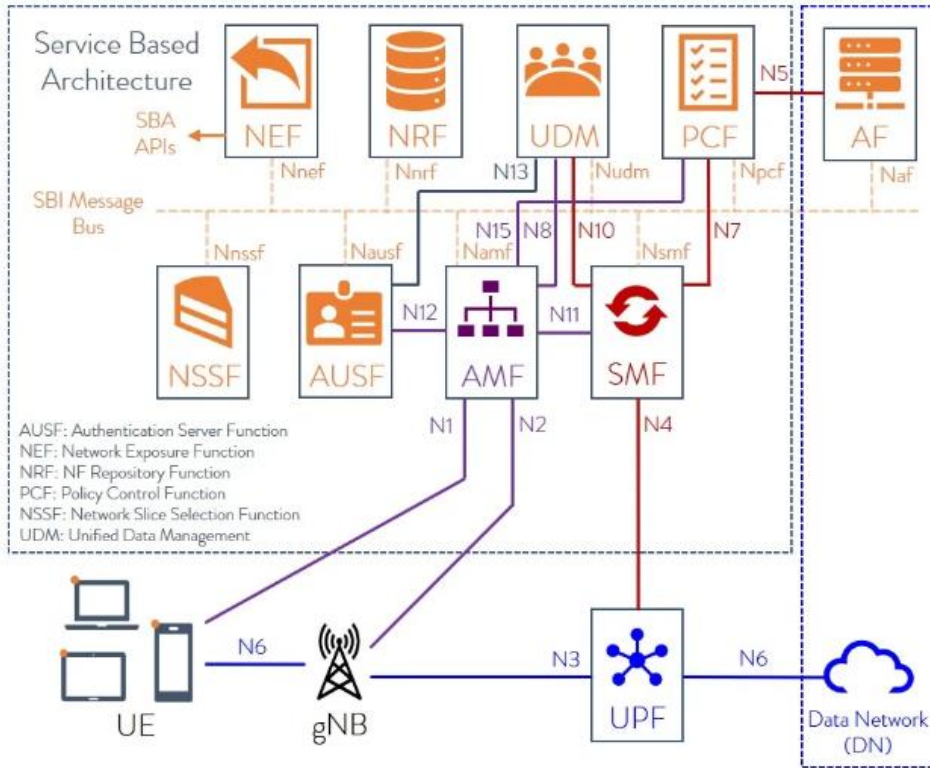 Service Based
Architecture
SBA
APIs
NEF
NRF
UDM
PCF
N5
AF
Nnef
Nnrf
N13
Nudm
Npcf
Naf
SBI Message
Bus
Nnssf
Nausf
N15
N8
Namf
N10
Nsmf
N7
NSSF
AUSF
N12
AMF
N11
SMF
N1
N2
N4
AUSF: Authentication Server Function
NEF: Network Exposure Function
NRF: NF Repository Function
PCF: Policy Control Function
NSSF: Network Slice Selection Function
UDM: Unified Data Management
UE
N6
gNB
N3
UPF
N6
Data Network
(DN)